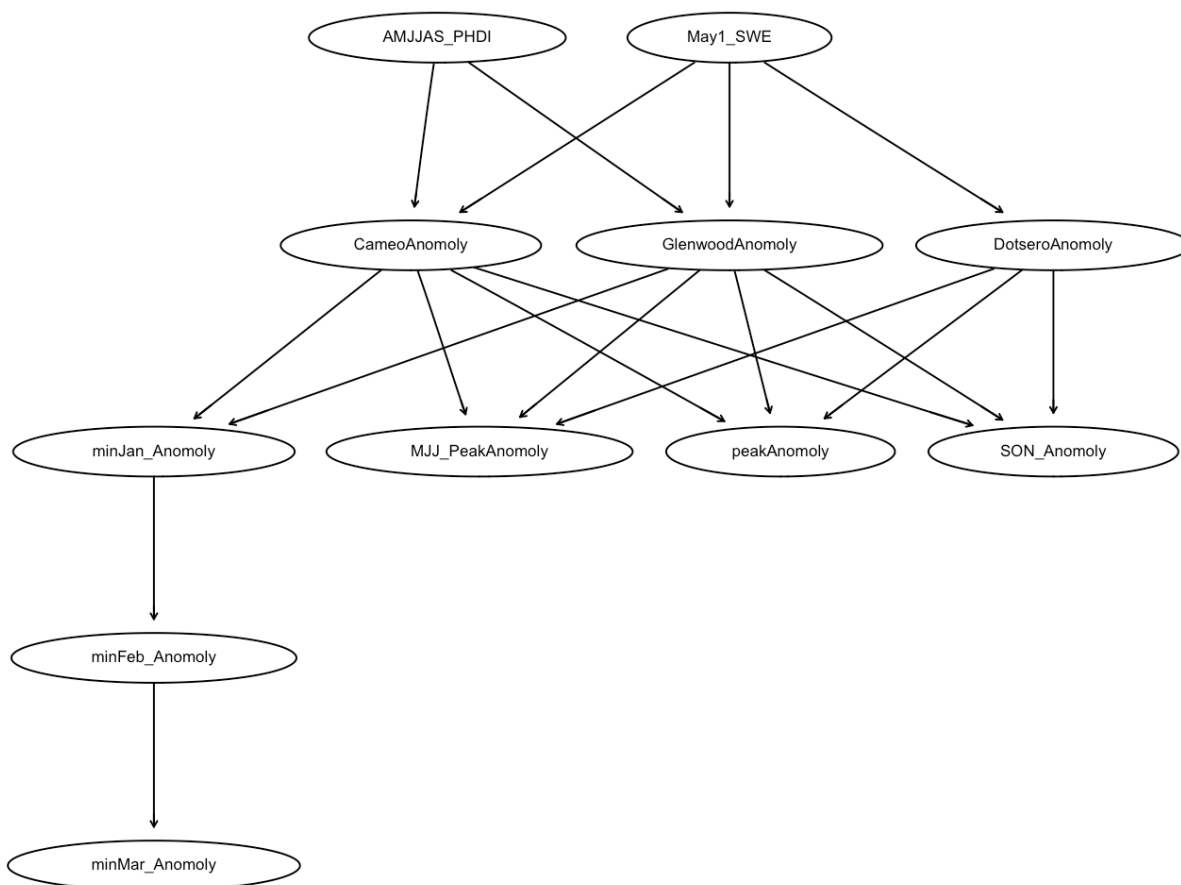 AMJJAS_PHDI
May1_SWE
CameoAnomoly
GlenwoodAnomoly
DotseroAnomoly
minJan_Anomoly
MJJ_PeakAnomoly
peakAnomoly
SON_Anomoly
minFeb_Anomoly
minMar_Anomoly